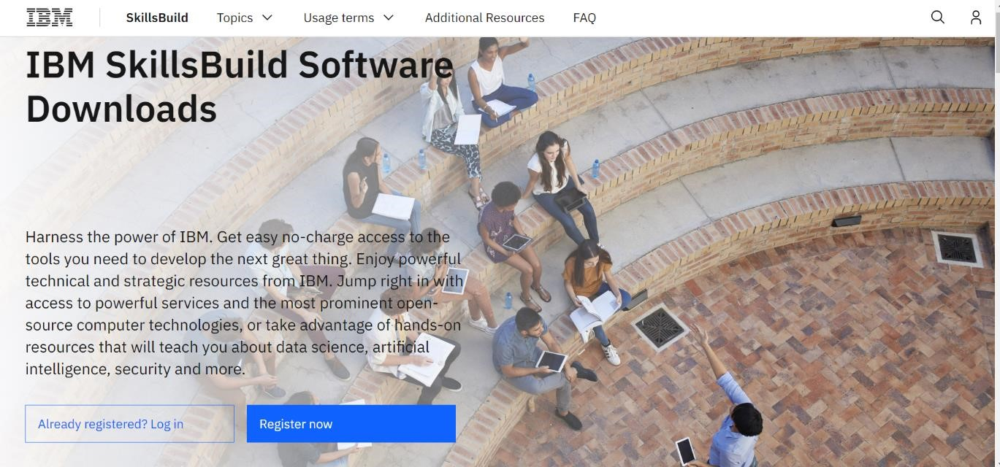 IBM
SkillsBuild
Topics
Usage terms
Additional Resources
FAQ
IBM SkillsBuild Software
Downloads
Harness the power of IBM. Get easy no-charge access to the
tools you need to develop the next great thing. Enjoy powerful
technical and strategic resources from IBM. Jump right in with
access to powerful services and the most prominent open-
source computer technologies, or take advantage of hands-on
resources that will teach you about data science, artificial
intelligence, security and more.
Already registered? Log in
Register now